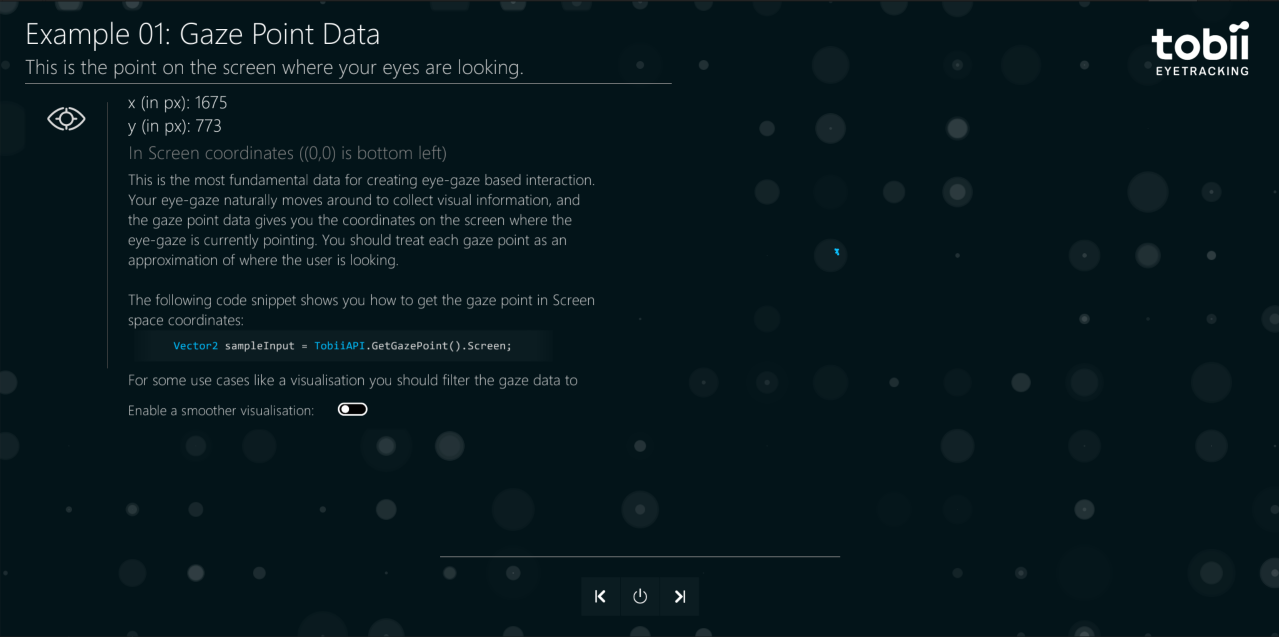 Example 01: Gaze Point Data
This is the point on the screen where your eyes are looking.
tobii
EYETRACKING
x (in px): 1675
y (in px): 773
In Screen coordinates ((0,0) is bottom left)
This is the most fundamental data for creating eye-gaze based interaction.
Your eye-gaze naturally moves around to collect visual information, and
the gaze point data gives you the coordinates on the screen where the
eye-gaze is currently pointing. You should treat each gaze point as an
approximation of where the user is looking.
The following code snippet shows you how to get the gaze point in Screen
space coordinates:
Vector2 sampleInput = TobiiAPI.GetGazePoint().Screen;
For some use cases like a visualisation you should filter the gaze data to
Enable a smoother visualisation: